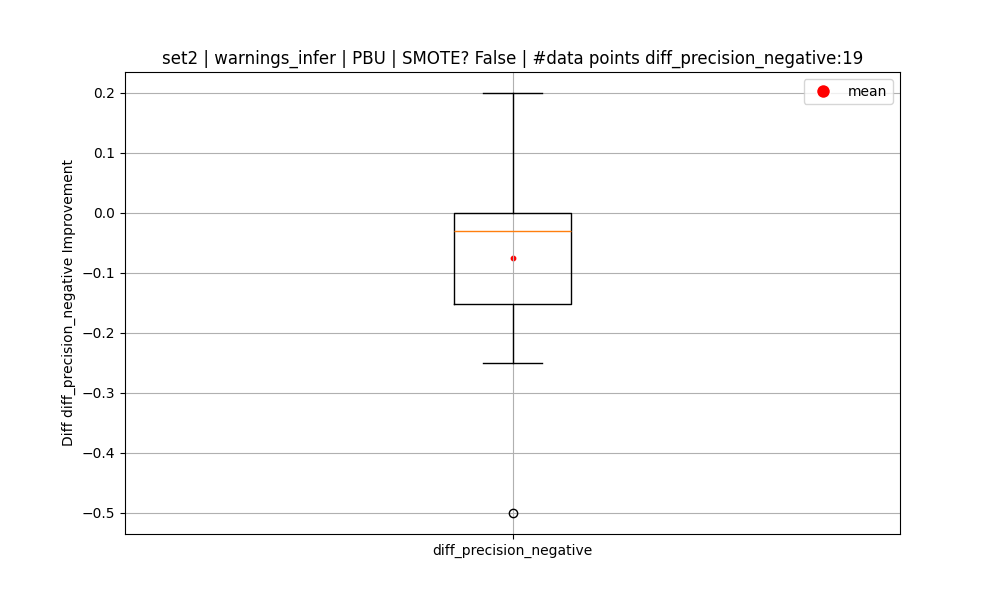 set2 | warnings_infer | PBU | SMOTE? False | #data points diff_precision_negative:19
mean
Diff diff_precision_negative Improvement
0.2
0.1
0.0
−0.1
−0.2
−0.3
−0.4
−0.5
diff_precision_negative